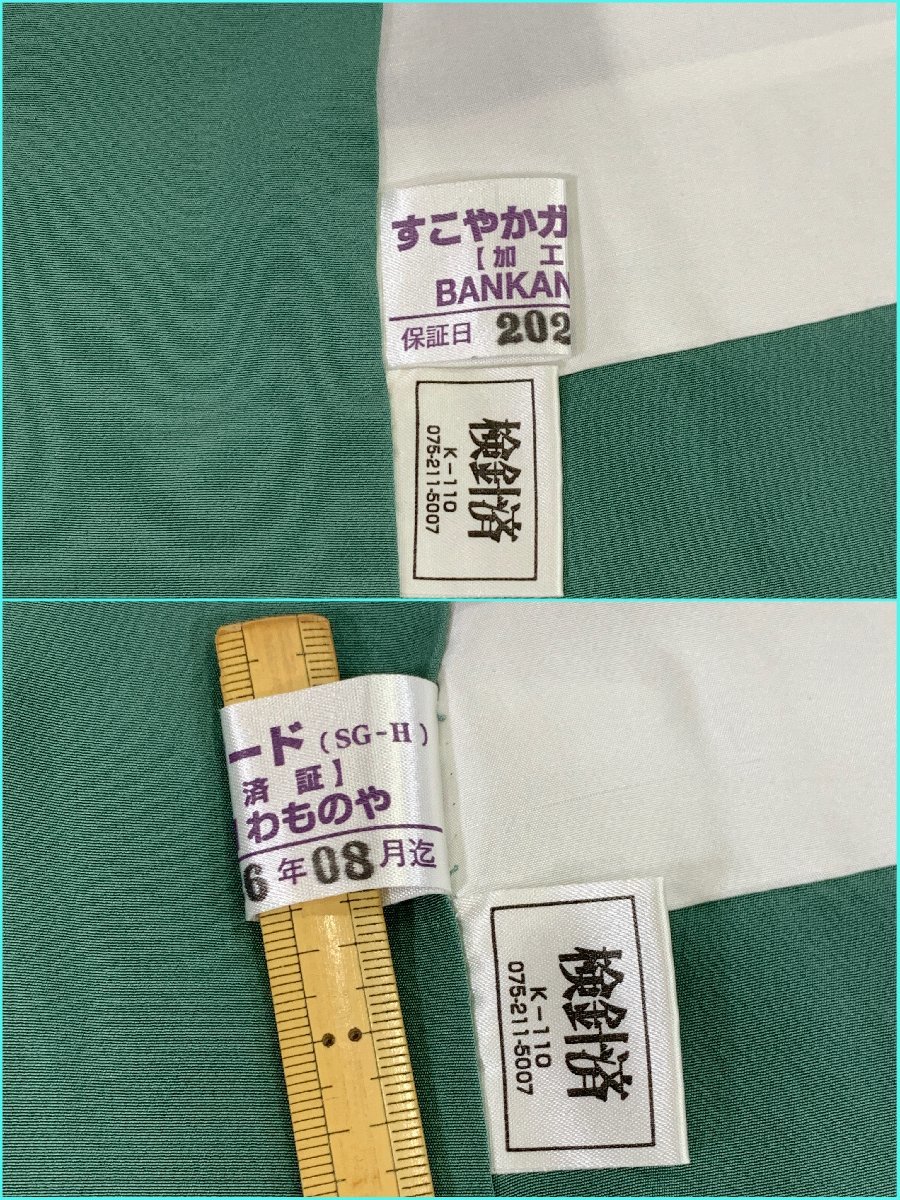 すこやかガ
【加工
BANKAN
保証日 202
検針済
K-110
075-211-5007
ード(SG-H)
済証】
わものや
6年08月迄
検針済
K-110
075-211-5007